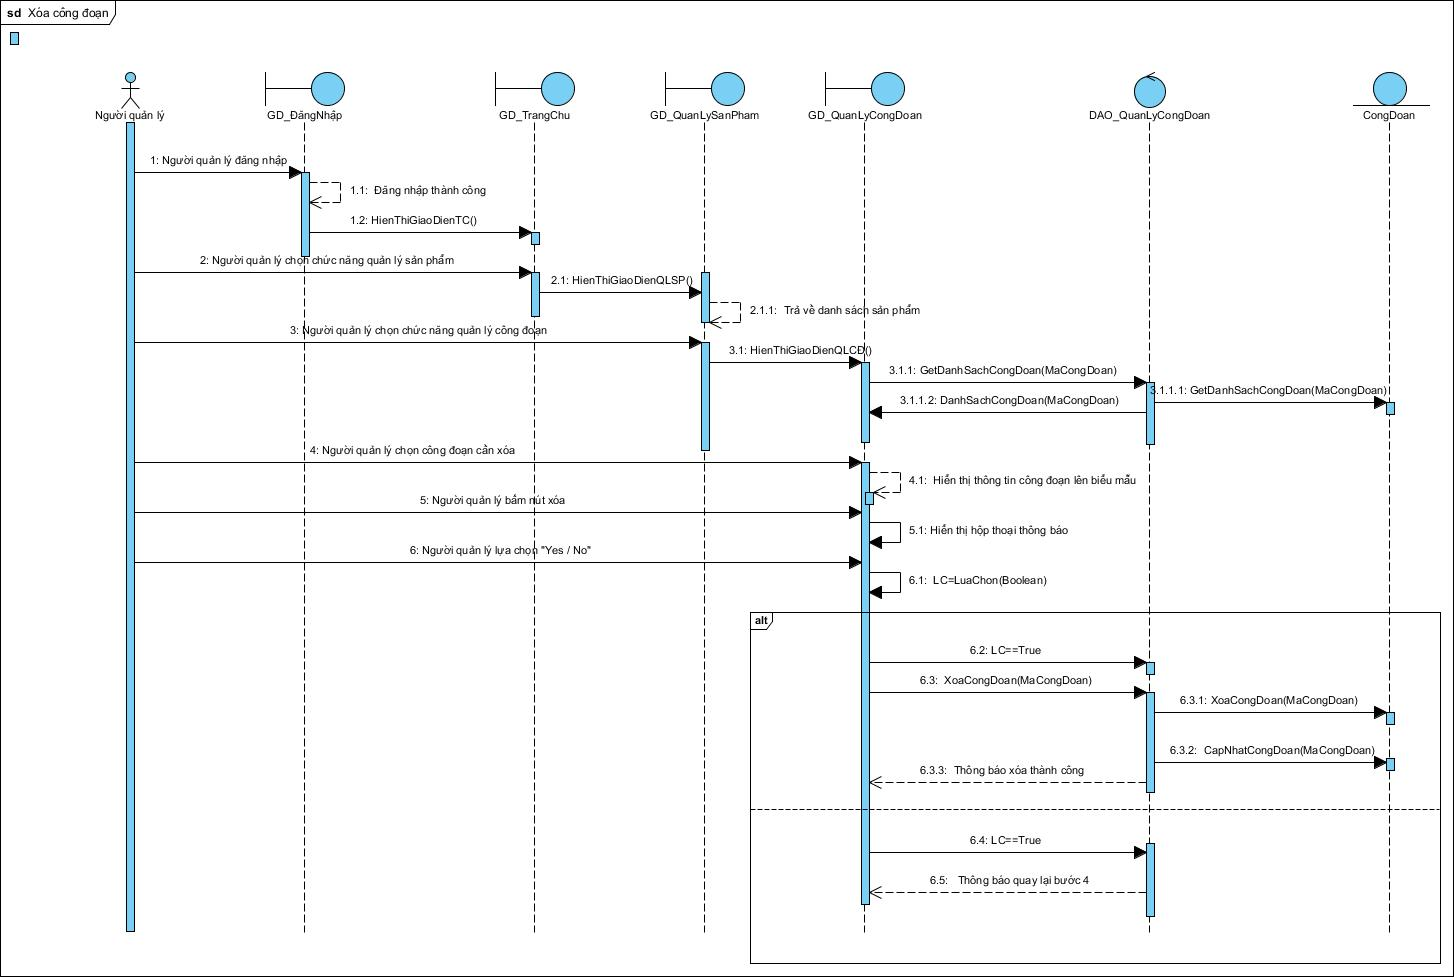 sd Xóa công đoạn
Người quản lý
GD_ĐăngNhập
GD_TrangChu
GD_QuanLySanPham
GD_QuanLyCongDoan
DAO_QuanLyCongDoan
CongDoan
1: Người quản lý đăng nhập
1.1: Đăng nhập thành công
1.2: HienThiGiaoDienTC()
2: Người quản lý chọn chức năng quản lý sản phẩm
2.1: HienThiGiaoDienQLSP()
2.1.1: Trả về danh sách sản phẩm
3: Người quản lý chọn chức năng quản lý công đoạn
3.1: HienThiGiaoDienQLCĐ()
3.1.1: GetDanhSachCongDoan(MaCongDoan)
3.1.1.1: GetDanhSachCongDoan(MaCongDoan)
3.1.1.2: DanhSachCongDoan(MaCongDoan)
4: Người quản lý chọn công đoạn cần xóa
4.1: Hiển thị thông tin công đoạn lên biểu mẫu
5: Người quản lý bấm nút xóa
5.1: Hiển thị hộp thoại thông báo
6: Người quản lý lựa chọn "Yes / No"
6.1: LC=LuaChon(Boolean)
alt
6.2: LC==True
6.3: XoaCongDoan(MaCongDoan)
6.3.1: XoaCongDoan(MaCongDoan)
6.3.2: CapNhatCongDoan(MaCongDoan)
6.3.3: Thông báo xóa thành công
6.4: LC==True
6.5: Thông báo quay lại bước 4